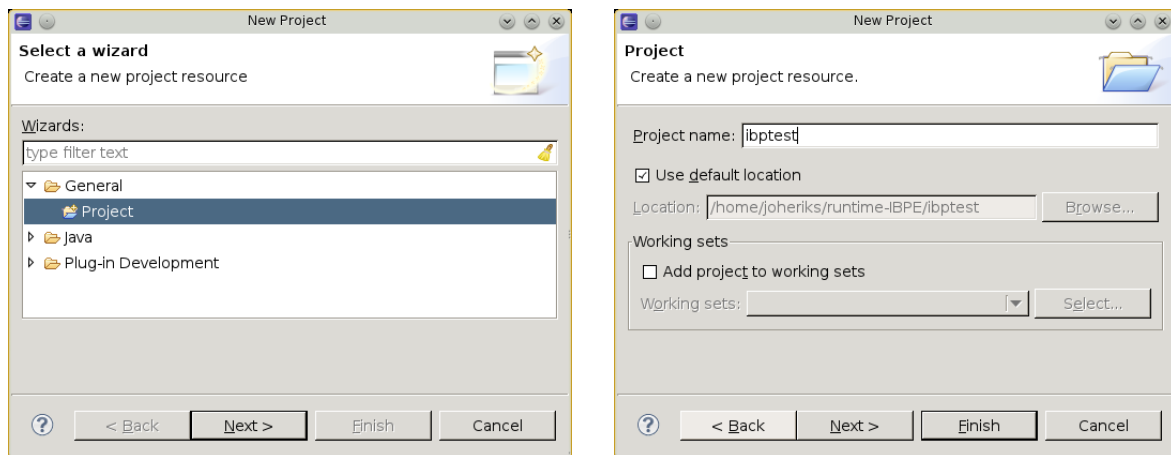 New Project
Select a wizard
Create a new project resource
Wizards:
type filter text
General
Project
Java
Plug-in Development
? < Back Next > Finish Cancel
New Project
Project
Create a new project resource.
Project name: ibptest
Use default location
Location: /home/joheriks/runtime-IBPE/ibptest Browse...
Working sets
Add project to working sets
Working sets: Select...
? < Back Next > Finish Cancel